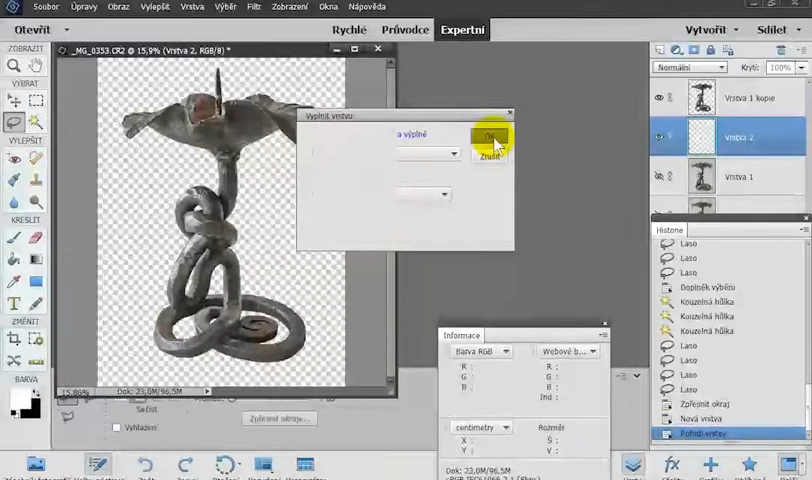 Soubor Úpravy Obraz Vylepšit Vrstva Výběr Filtr Zobrazení Okna Nápověda
Otevřít
Rychlé Průvodce Expertní
Vytvořit Sdílet
ZOBRAZIT
VYBRAT
VYLEPŠIT
KRESLIT
ZMĚNIT
BARVA
_MG_0353.CR2 @ 15,9% (Vrstva 2, RGB/8) *
15,86% Dok: 23,0M/96,5M
Vyplnit vrstvu
a výplně
OK
Zrušit
Normální Krytí: 100%
Vrstva 1 kopie
Vrstva 2
Vrstva 1
Historie
Laso
Laso
Laso
Doplněk výběru
Kouzelná hůlka
Kouzelná hůlka
Kouzelná hůlka
Laso
Laso
Laso
Zpřesnit okraj
Nová vrstva
Pořadí vrstev
Informace
Barva RGB Webové b...
R : R :
G : G :
B : B :
Ind :
centimetry Rozměr
X : Š :
Y : V :
Dok: 23,0M/96,5M
Sečíst
Vyhlazení
Zpřesnit okraje...